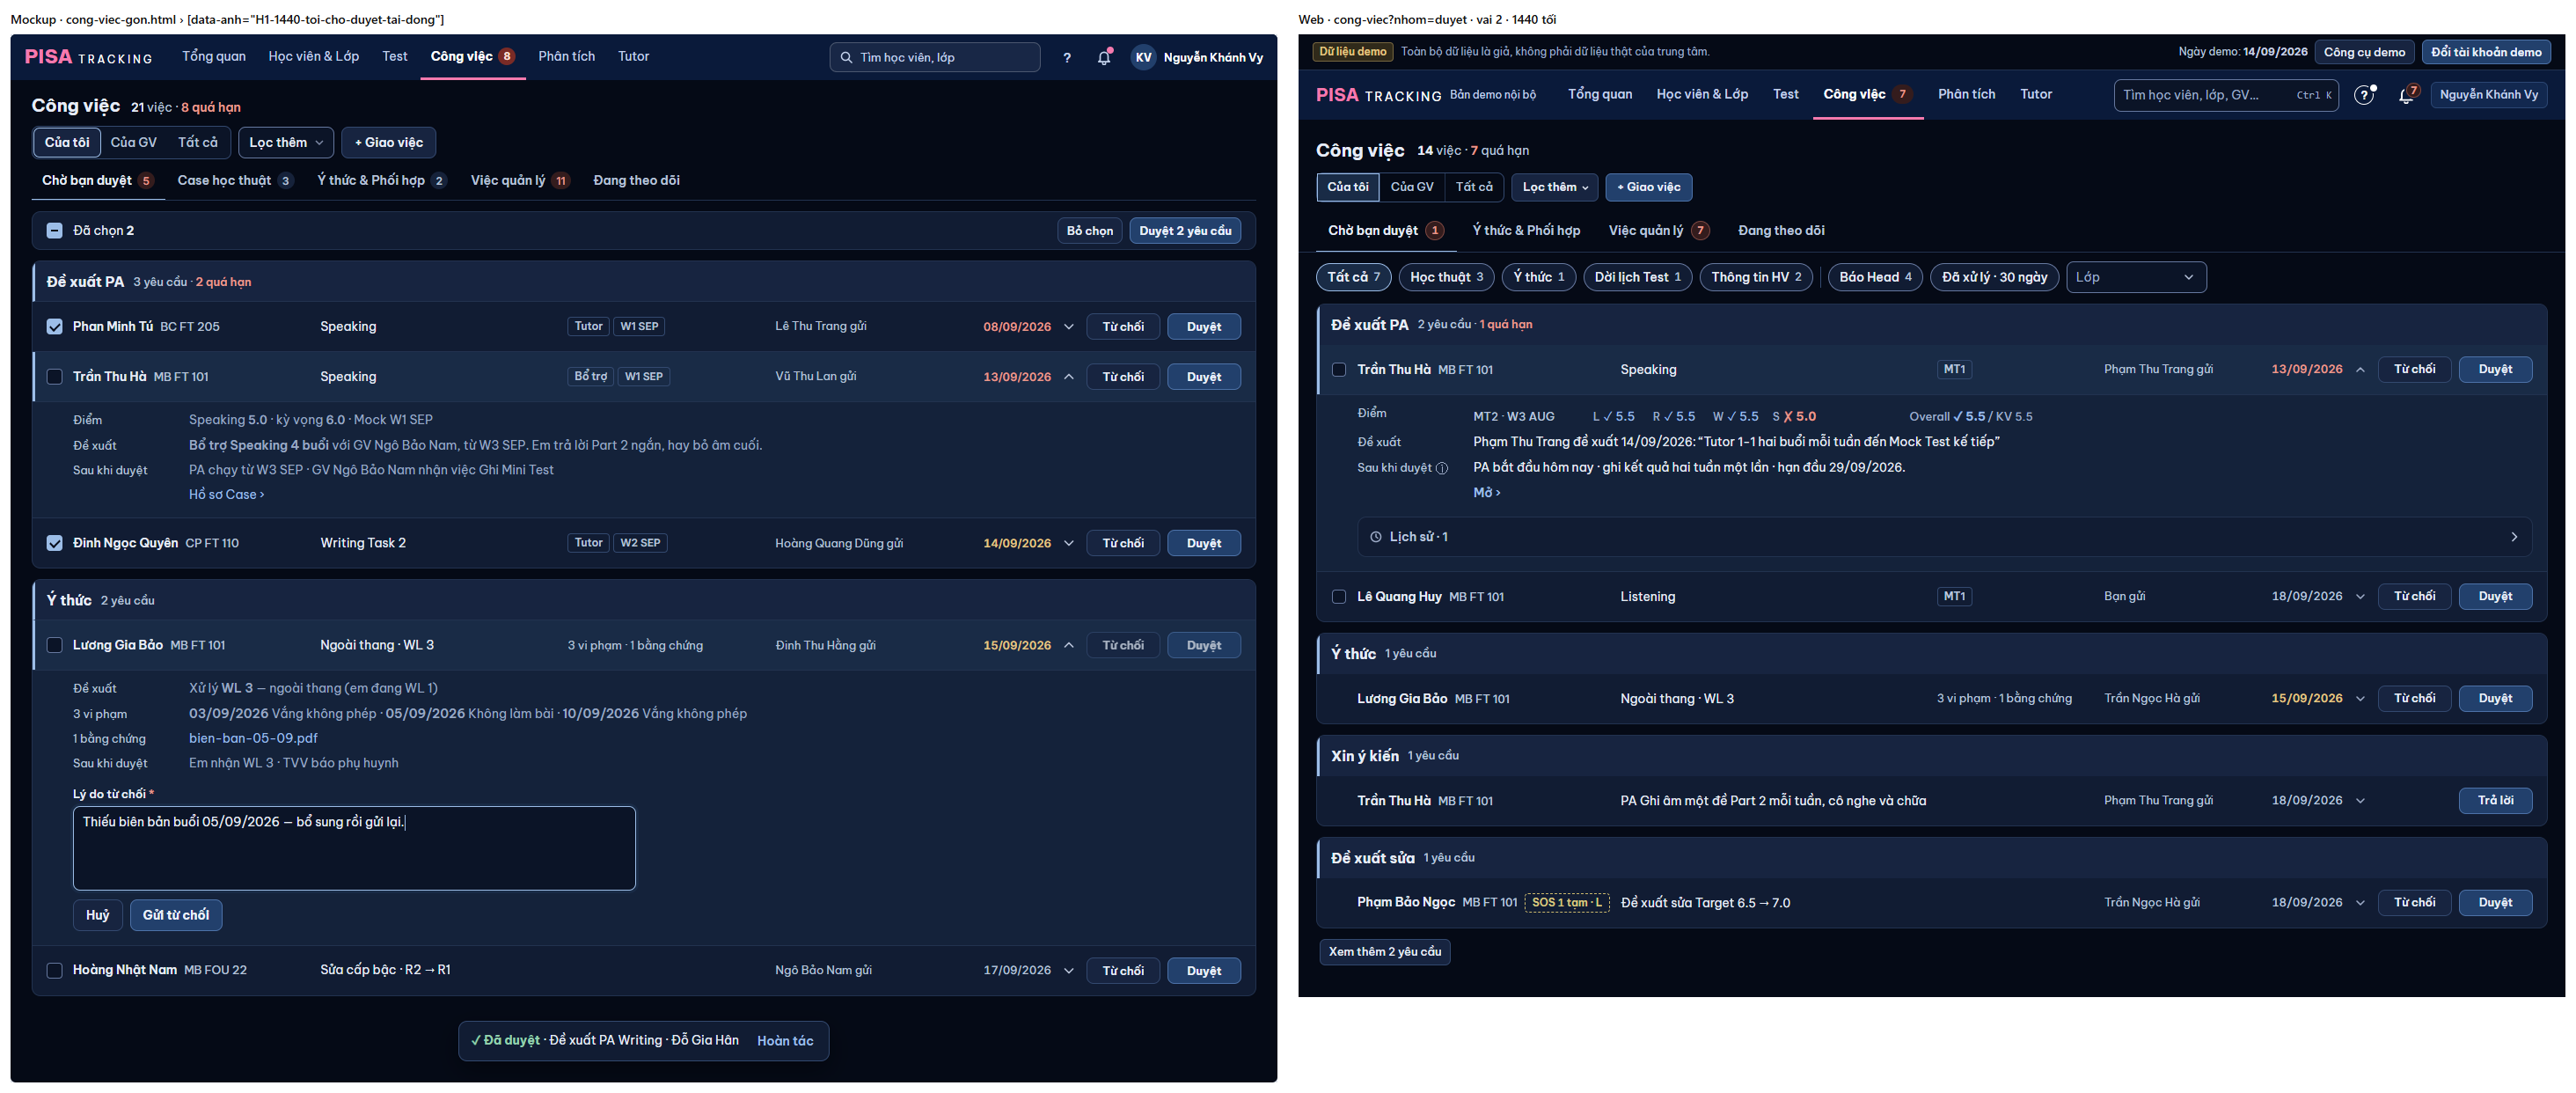 Mockup · cong-viec-gon.html › [data-anh="H1-1440-toi-cho-duyet-tai-dong"]
PISA TRACKING Tổng quan Học viên & Lớp Test Công việc 8 Phân tích Tutor Tìm học viên, lớp ? KV Nguyễn Khánh Vy
Công việc 21 việc · 8 quá hạn
Của tôi Của GV Tất cả Lọc thêm + Giao việc
Chờ bạn duyệt 5 Case học thuật 3 Ý thức & Phối hợp 2 Việc quản lý 11 Đang theo dõi
Đã chọn 2 Bỏ chọn Duyệt 2 yêu cầu
Đề xuất PA 3 yêu cầu · 2 quá hạn
Phan Minh Tú BC FT 205 Speaking Tutor W1 SEP Lê Thu Trang gửi 08/09/2026 Từ chối Duyệt
Trần Thu Hà MB FT 101 Speaking Bổ trợ W1 SEP Vũ Thu Lan gửi 13/09/2026 Từ chối Duyệt
Điểm Speaking 5.0 · kỳ vọng 6.0 · Mock W1 SEP
Đề xuất Bổ trợ Speaking 4 buổi với GV Ngô Bảo Nam, từ W3 SEP. Em trả lời Part 2 ngắn, hay bỏ âm cuối.
Sau khi duyệt PA chạy từ W3 SEP · GV Ngô Bảo Nam nhận việc Ghi Mini Test
Hồ sơ Case ›
Đinh Ngọc Quyên CP FT 110 Writing Task 2 Tutor W2 SEP Hoàng Quang Dũng gửi 14/09/2026 Từ chối Duyệt
Ý thức 2 yêu cầu
Lương Gia Bảo MB FT 101 Ngoài thang · WL 3 3 vi phạm · 1 bằng chứng Đinh Thu Hằng gửi 15/09/2026 Từ chối Duyệt
Đề xuất Xử lý WL 3 — ngoài thang (em đang WL 1)
3 vi phạm 03/09/2026 Vắng không phép · 05/09/2026 Không làm bài · 10/09/2026 Vắng không phép
1 bằng chứng bien-ban-05-09.pdf
Sau khi duyệt Em nhận WL 3 · TVV báo phụ huynh
Lý do từ chối *
Thiếu biên bản buổi 05/09/2026 — bổ sung rồi gửi lại.
Huỷ Gửi từ chối
Hoàng Nhật Nam MB FOU 22 Sửa cấp bậc · R2 → R1 Ngô Bảo Nam gửi 17/09/2026 Từ chối Duyệt
✓ Đã duyệt · Đề xuất PA Writing · Đỗ Gia Hân Hoàn tác
Web · cong-viec?nhom=duyet · vai 2 · 1440 tối
Dữ liệu demo Toàn bộ dữ liệu là giả, không phải dữ liệu thật của trung tâm. Ngày demo: 14/09/2026 Công cụ demo Đổi tài khoản demo
PISA TRACKING Bản demo nội bộ Tổng quan Học viên & Lớp Test Công việc 7 Phân tích Tutor Tìm học viên, lớp, GV... Ctrl K ? 7 Nguyễn Khánh Vy
Công việc 14 việc · 7 quá hạn
Của tôi Của GV Tất cả Lọc thêm + Giao việc
Chờ bạn duyệt 1 Ý thức & Phối hợp Việc quản lý 7 Đang theo dõi
Tất cả 7 Học thuật 3 Ý thức 1 Dời lịch Test 1 Thông tin HV 2 Báo Head 4 Đã xử lý · 30 ngày Lớp
Đề xuất PA 2 yêu cầu · 1 quá hạn
Trần Thu Hà MB FT 101 Speaking MT1 Phạm Thu Trang gửi 13/09/2026 Từ chối Duyệt
Điểm MT2 · W3 AUG L ✓ 5.5 R ✓ 5.5 W ✓ 5.5 S ✗ 5.0 Overall ✓ 5.5 / KV 5.5
Đề xuất Phạm Thu Trang đề xuất 14/09/2026: “Tutor 1-1 hai buổi mỗi tuần đến Mock Test kế tiếp”
Sau khi duyệt PA bắt đầu hôm nay · ghi kết quả hai tuần một lần · hạn đầu 29/09/2026.
Mở ›
Lịch sử · 1
Lê Quang Huy MB FT 101 Listening MT1 Bạn gửi 18/09/2026 Từ chối Duyệt
Ý thức 1 yêu cầu
Lương Gia Bảo MB FT 101 Ngoài thang · WL 3 3 vi phạm · 1 bằng chứng Trần Ngọc Hà gửi 15/09/2026 Từ chối Duyệt
Xin ý kiến 1 yêu cầu
Trần Thu Hà MB FT 101 PA Ghi âm một đề Part 2 mỗi tuần, cô nghe và chữa Phạm Thu Trang gửi 18/09/2026 Trả lời
Đề xuất sửa 1 yêu cầu
Phạm Bảo Ngọc MB FT 101 SOS 1 tạm · L Đề xuất sửa Target 6.5 → 7.0 Trần Ngọc Hà gửi 18/09/2026 Từ chối Duyệt
Xem thêm 2 yêu cầu